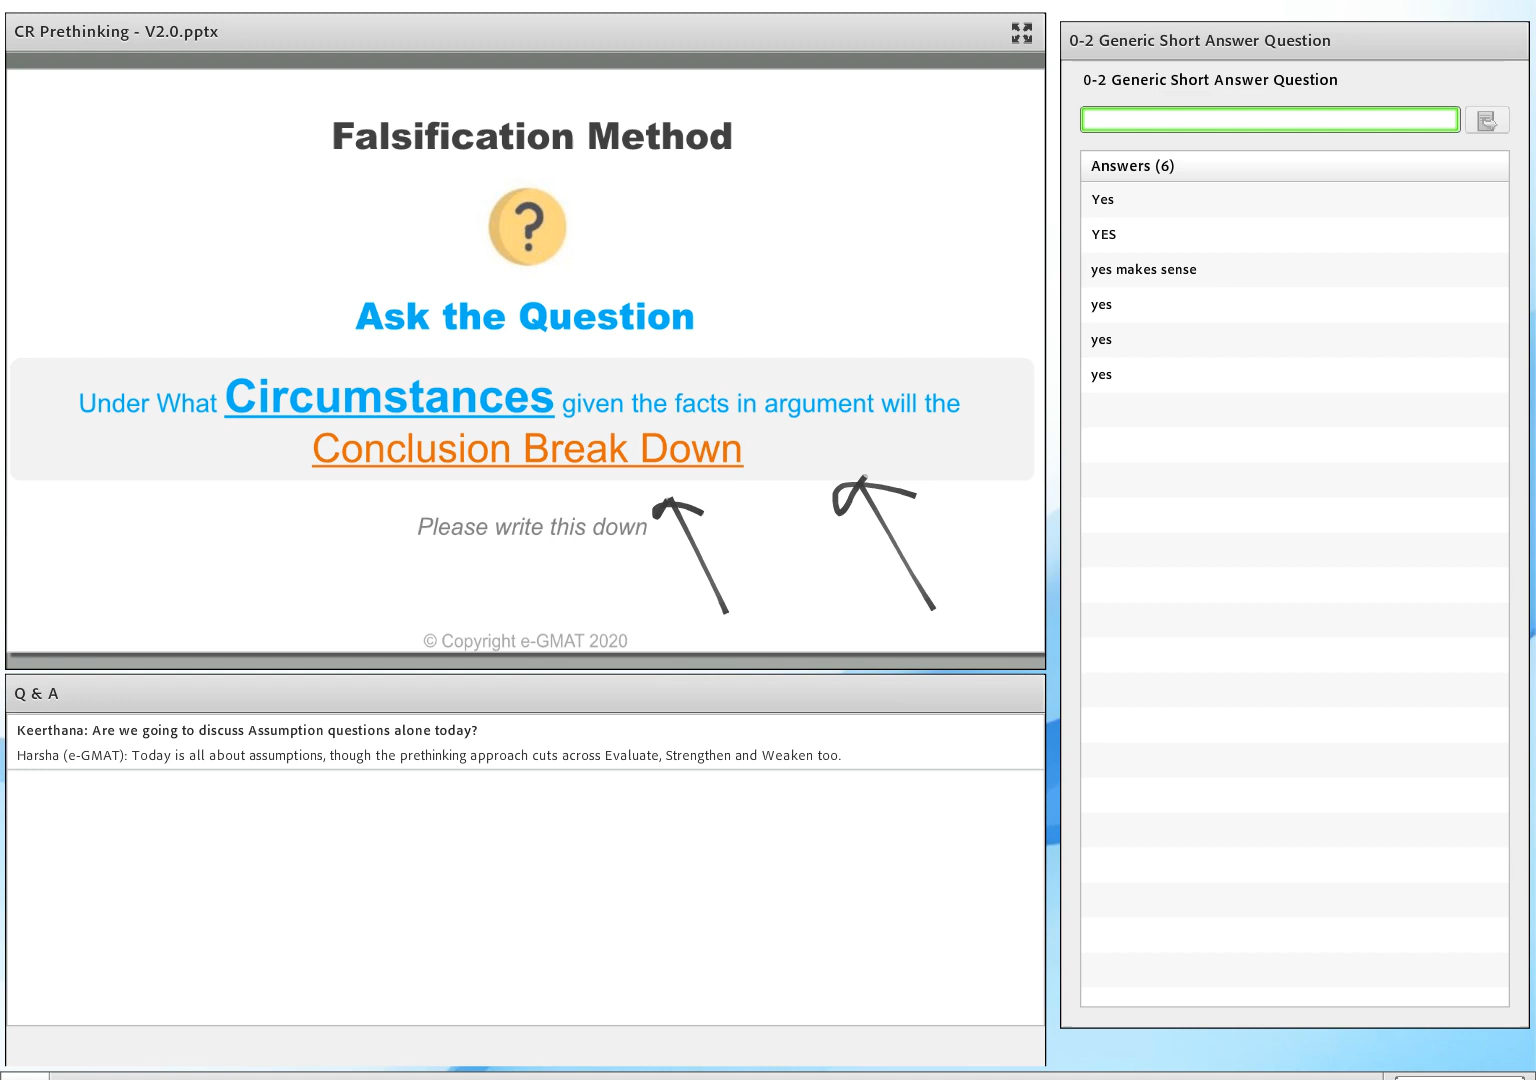 CR Prethinking - V2.0.pptx
Falsification Method
?
Ask the Question
Under What Circumstances given the facts in argument will the
Conclusion Break Down
Please write this down
© Copyright e-GMAT 2020
Q & A
Keerthana: Are we going to discuss Assumption questions alone today?
Harsha (e-GMAT): Today is all about assumptions, though the prethinking approach cuts across Evaluate, Strengthen and Weaken too.
0-2 Generic Short Answer Question
0-2 Generic Short Answer Question
Answers (6)
Yes
YES
yes makes sense
yes
yes
yes